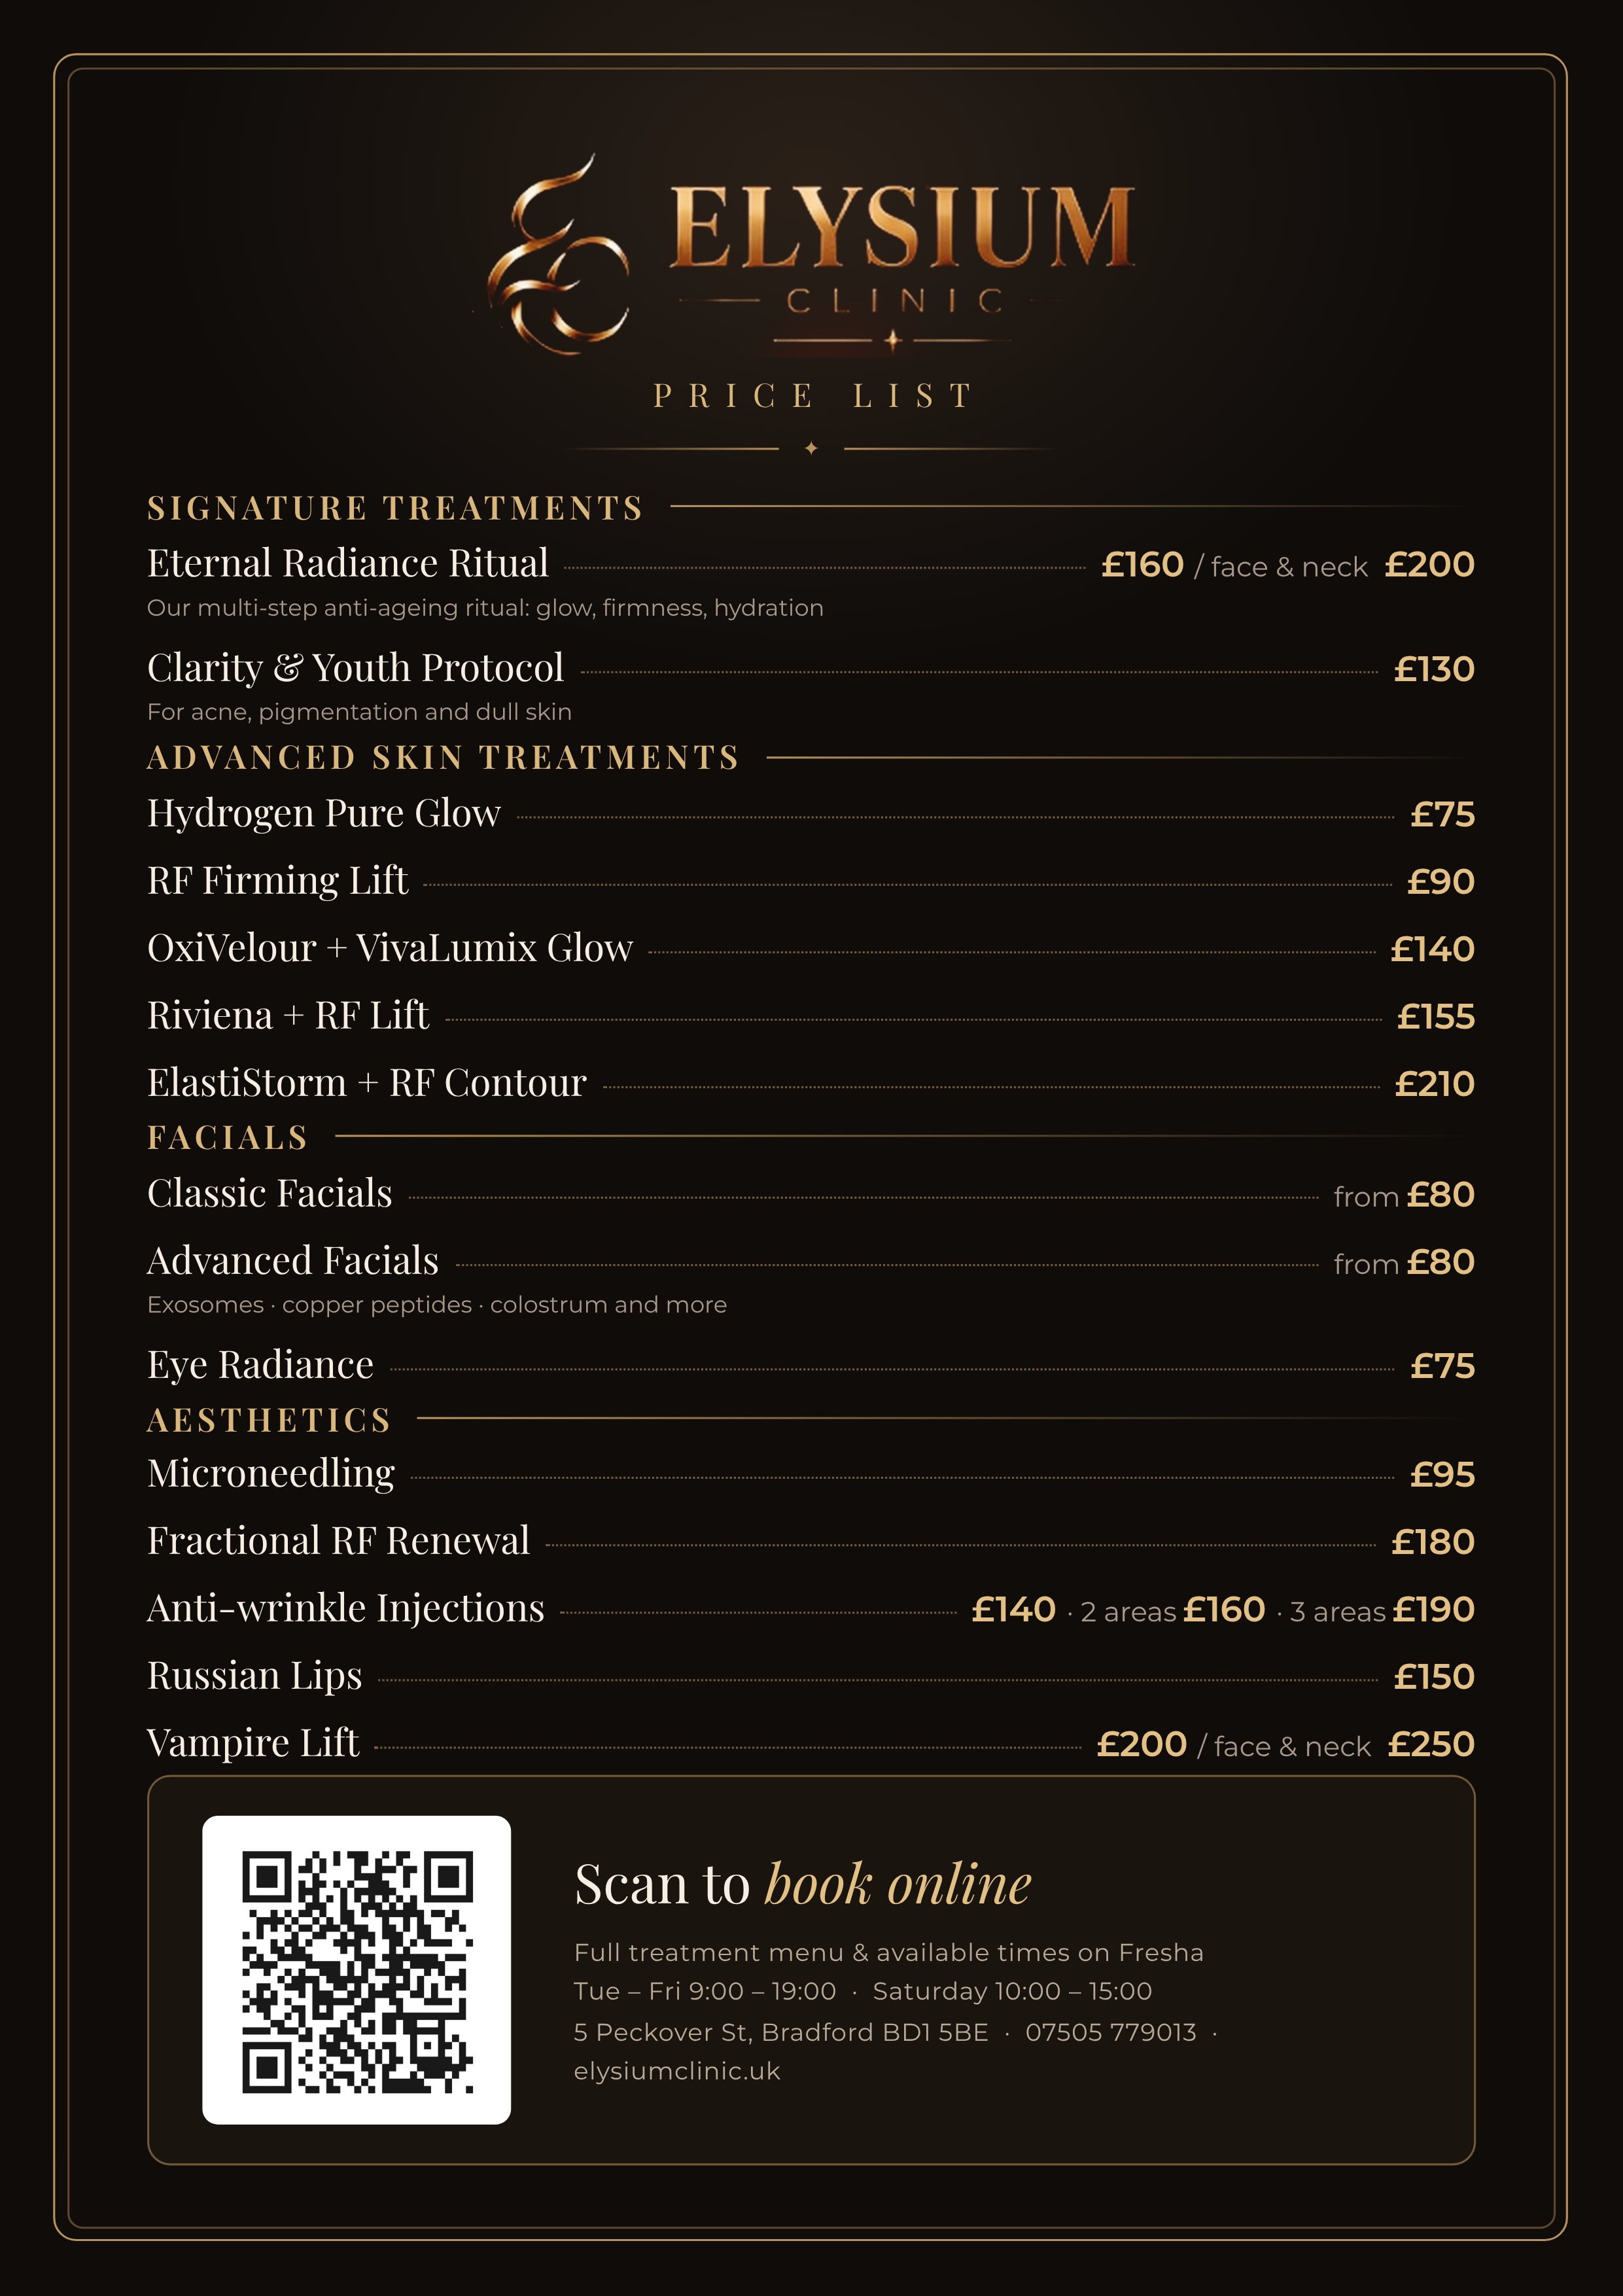 ELYSIUM
CLINIC
PRICE LIST
SIGNATURE TREATMENTS
Eternal Radiance Ritual £160 / face & neck £200
Our multi-step anti-ageing ritual: glow, firmness, hydration
Clarity & Youth Protocol £130
For acne, pigmentation and dull skin
ADVANCED SKIN TREATMENTS
Hydrogen Pure Glow £75
RF Firming Lift £90
OxiVelour + VivaLumix Glow £140
Riviena + RF Lift £155
ElastiStorm + RF Contour £210
FACIALS
Classic Facials from £80
Advanced Facials from £80
Exosomes · copper peptides · colostrum and more
Eye Radiance £75
AESTHETICS
Microneedling £95
Fractional RF Renewal £180
Anti-wrinkle Injections £140 · 2 areas £160 · 3 areas £190
Russian Lips £150
Vampire Lift £200 / face & neck £250
Scan to book online
Full treatment menu & available times on Fresha
Tue – Fri 9:00 – 19:00 · Saturday 10:00 – 15:00
5 Peckover St, Bradford BD1 5BE · 07505 779013 ·
elysiumclinic.uk